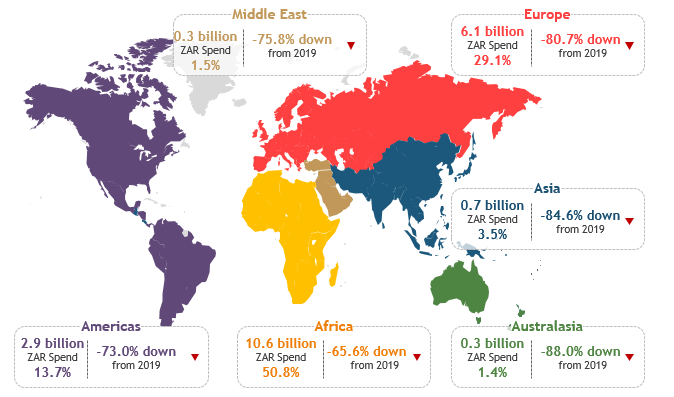 Middle East
0.3 billion
ZAR Spend
1.5%
-75.8% down
from 2019
Europe
6.1 billion
ZAR Spend
29.1%
-80.7% down
from 2019
Asia
0.7 billion
ZAR Spend
3.5%
-84.6% down
from 2019
Americas
2.9 billion
ZAR Spend
13.7%
-73.0% down
from 2019
Africa
10.6 billion
ZAR Spend
50.8%
-65.6% down
from 2019
Australasia
0.3 billion
ZAR Spend
1.4%
-88.0% down
from 2019